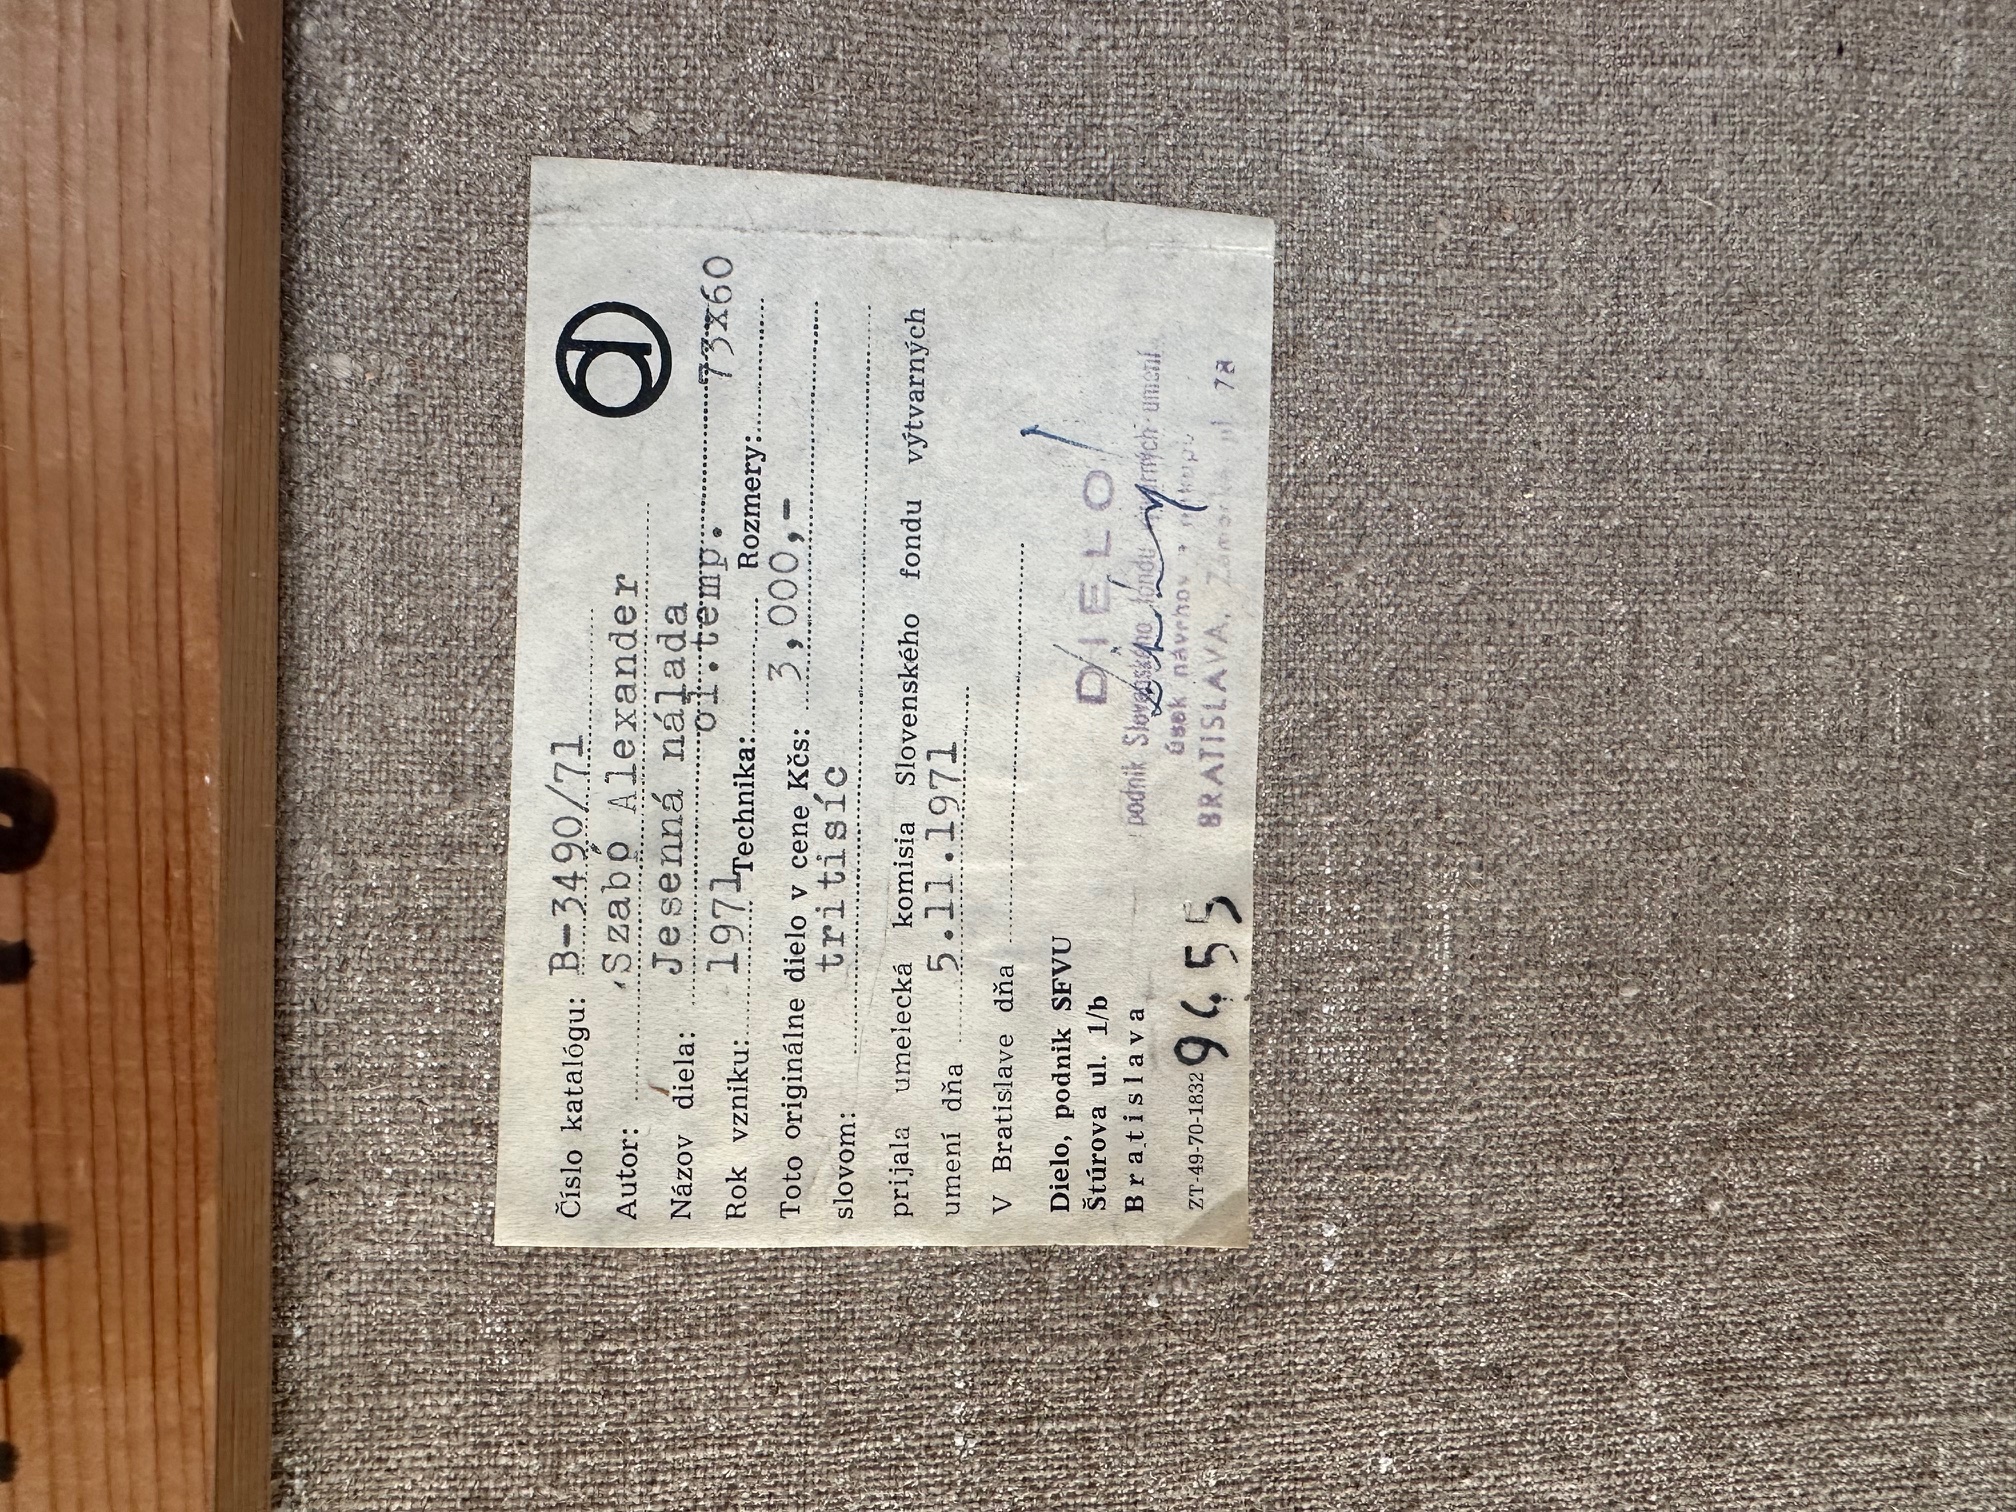 Číslo katalógu: B-3490/71
Autor: Szabó Alexander
Názov diela: Jesenná nálada
Rok vzniku: 1971 Technika: ol.temp. Rozmery: 73x60
Toto originálne dielo v cene Kčs: 3,000,-
slovom: tritisíc
prijala umelecká komisia Slovenského fondu výtvarných
umení dňa 5.11.1971
V Bratislave dňa
Dielo, podnik SFVU
Štúrova ul. 1/b
Bratislava
DIELO
podnik Slovenského fondu výtvarných umení
úsek návrhov a
BRATISLAVA,
ZT-49-70-1832
9455